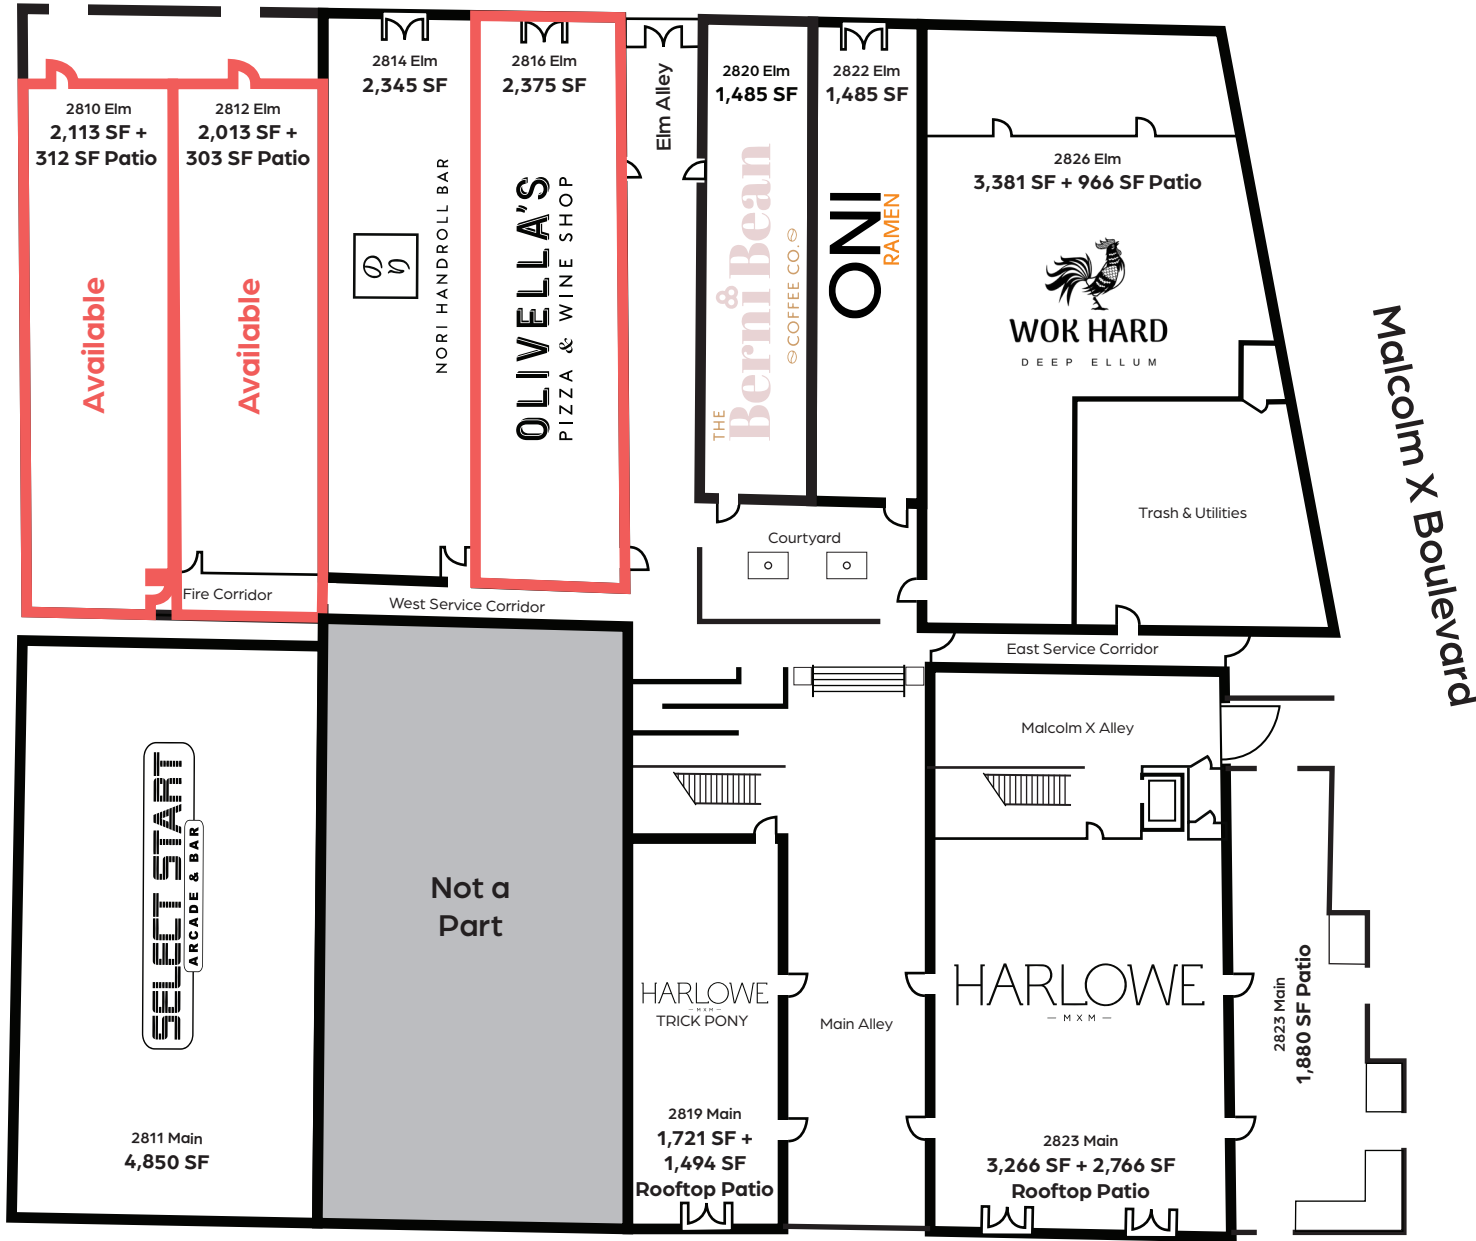 2810 Elm
2,113 SF +
312 SF Patio
Available
2812 Elm
2,013 SF +
303 SF Patio
Available
Fire Corridor
2814 Elm
2,345 SF
NORI HANDROLL BAR
2816 Elm
2,375 SF
OLIVELLA'S
PIZZA & WINE SHOP
West Service Corridor
Elm Alley
2820 Elm
1,485 SF
THE
Berni Bean
COFFEE CO.
2822 Elm
1,485 SF
ONI
RAMEN
Courtyard
2826 Elm
3,381 SF + 966 SF Patio
WOK HARD
DEEP ELLUM
Trash & Utilities
East Service Corridor
Malcolm X Boulevard
SELECT START
ARCADE & BAR
2811 Main
4,850 SF
Not a
Part
HARLOWE
MXM
TRICK PONY
2819 Main
1,721 SF +
1,494 SF
Rooftop Patio
Main Alley
Malcolm X Alley
HARLOWE
— MXM —
2823 Main
3,266 SF + 2,766 SF
Rooftop Patio
2823 Main
1,880 SF Patio